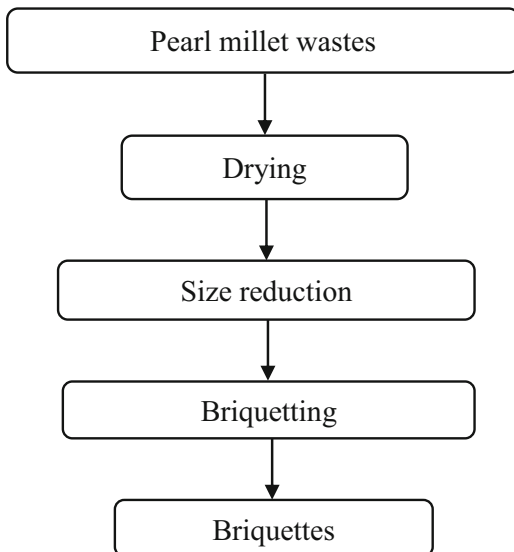 Pearl millet wastes
Drying
Size reduction
Briquetting
Briquettes